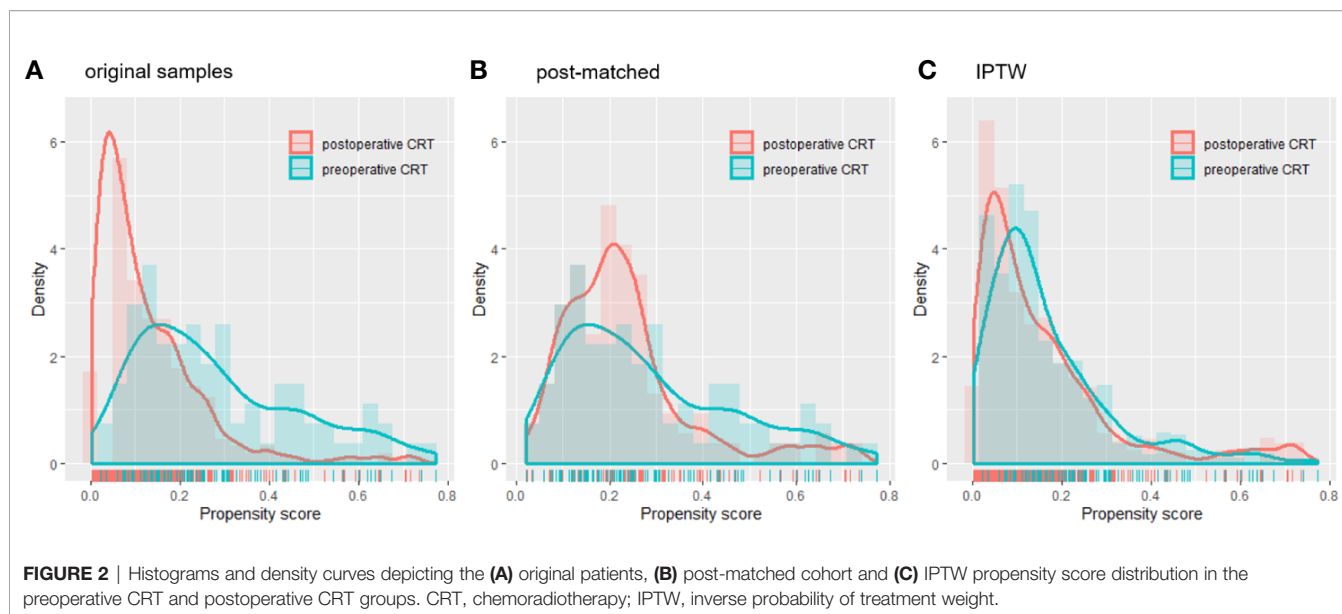 A original samples
Density
6
4
2
0
postoperative CRT
preoperative CRT
0.0 0.2 0.4 0.6 0.8
Propensity score
B post-matched
Density
6
4
2
0
postoperative CRT
preoperative CRT
0.0 0.2 0.4 0.6 0.8
Propensity score
C IPTW
Density
6
4
2
0
postoperative CRT
preoperative CRT
0.0 0.2 0.4 0.6 0.8
Propensity score
FIGURE 2 | Histograms and density curves depicting the (A) original patients, (B) post-matched cohort and (C) IPTW propensity score distribution in the
preoperative CRT and postoperative CRT groups. CRT, chemoradiotherapy; IPTW, inverse probability of treatment weight.